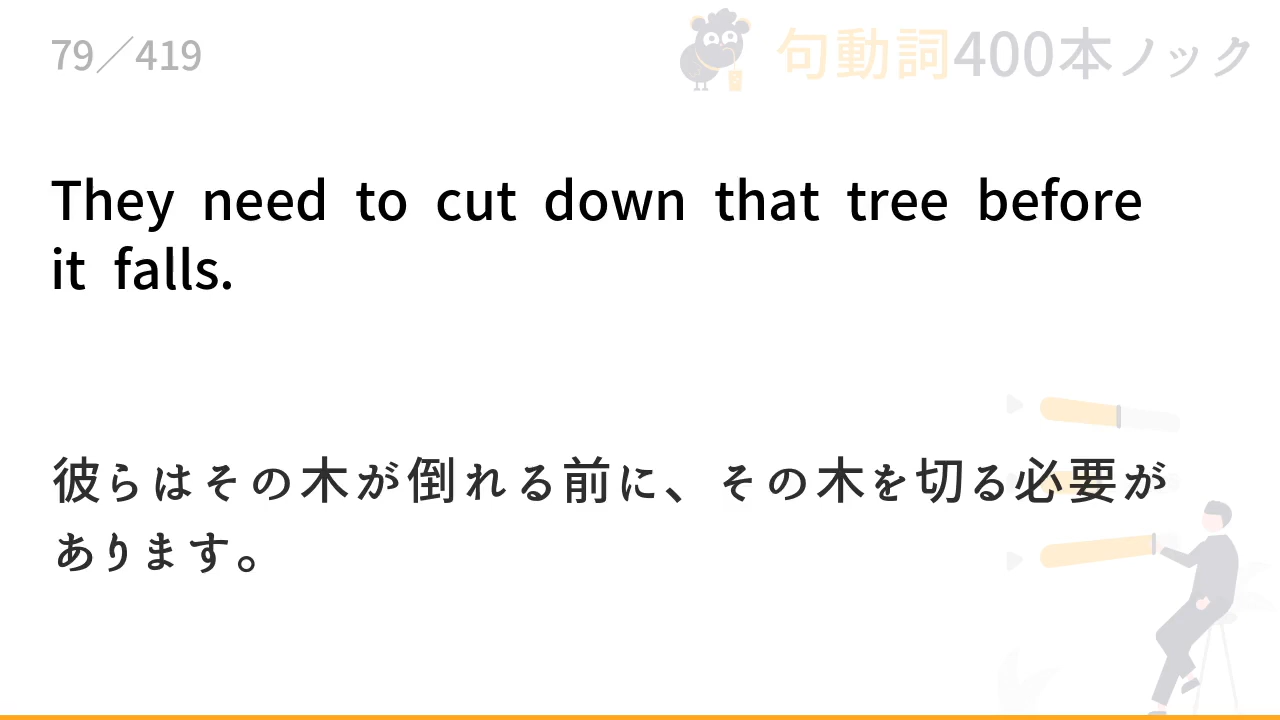 79／419
句動詞400本ノック
They need to cut down that tree before
it falls.
彼らはその木が倒れる前に、その木を切る必要が
あります。